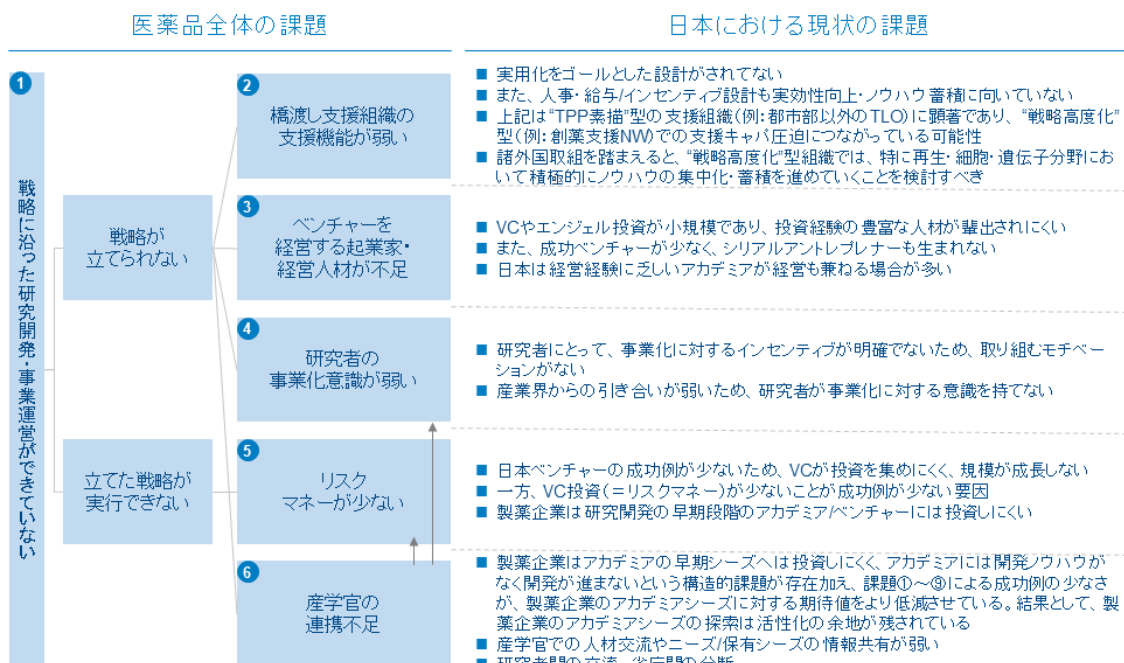 医薬品全体の課題
日本における現状の課題
1
戦略に沿った研究開発・事業運営ができていない
戦略が
立てられない
立てた戦略が
実行できない
2
橋渡し支援組織の
支援機能が弱い
■ 実用化をゴールとした設計がされてない
■ また、人事・給与/インセンティブ設計も実効性向上・ノウハウ蓄積に向いていない
■ 上記は“TPP素描”型の支援組織(例:都市部以外のTLO)に顕著であり、“戦略高度化”
型(例:創薬支援NW)での支援キャパ圧迫につながっている可能性
■ 諸外国取組を踏まえると、“戦略高度化”型組織では、特に再生・細胞・遺伝子分野にお
いて積極的にノウハウの集中化・蓄積を進めていくことを検討すべき
3
ベンチャーを
経営する起業家・
経営人材が不足
■ VCやエンジェル投資が小規模であり、投資経験の豊富な人材が輩出されにくい
■ また、成功ベンチャーが少なく、シリアルアントレプレナーも生まれない
■ 日本は経営経験に乏しいアカデミアが経営も兼ねる場合が多い
4
研究者の
事業化意識が弱い
■ 研究者にとって、事業化に対するインセンティブが明確でないため、取り組むモチベー
ションがない
■ 産業界からの引き合いが弱いため、研究者が事業化に対する意識を持てない
5
リスク
マネーが少ない
■ 日本ベンチャーの成功例が少ないため、VCが投資を集めにくく、規模が成長しない
■ 一方、VC投資(=リスクマネー)が少ないことが成功例が少ない要因
■ 製薬企業は研究開発の早期段階のアカデミア/ベンチャーには投資しにくい
6
産学官の
連携不足
■ 製薬企業はアカデミアの早期シーズへは投資しにくく、アカデミアには開発ノウハウが
なく開発が進まないという構造的課題が存在加え、課題①~⑨による成功例の少なさ
が、製薬企業のアカデミアシーズに対する期待値をより低減させている。結果として、製
薬企業のアカデミアシーズの探索は活性化の余地が残されている
■ 産学官での人材交流やニーズ/保有シーズの情報共有が弱い
■ 研究者間の交流、省庁間の分断